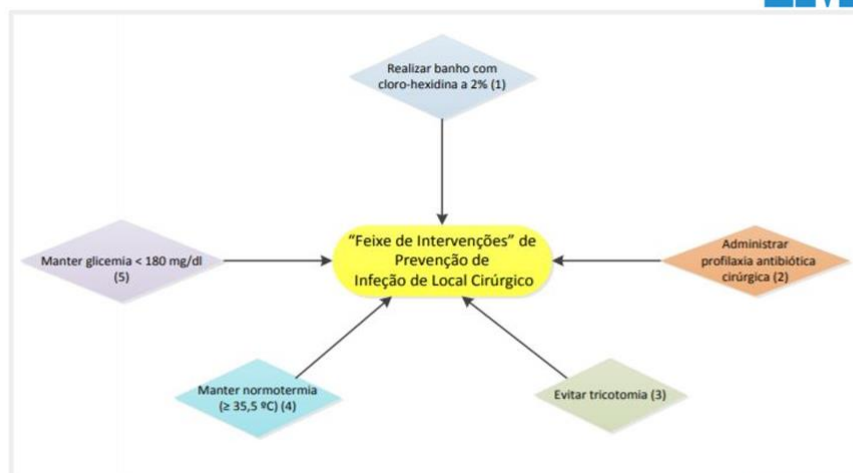 Realizar banho com
cloro-hexidina a 2% (1)
"Feixe de Intervenções" de
Prevenção de
Infeção de Local Cirúrgico
Manter glicemia < 180 mg/dl
(5)
Administrar
profilaxia antibiótica
cirúrgica (2)
Manter normotermia
(≥ 35,5 ºC) (4)
Evitar tricotomia (3)